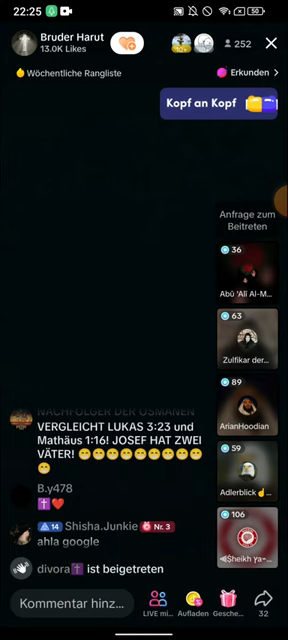 22:25
50
Bruder Harut
13.0K Likes
10+
252
Wöchentliche Rangliste
Erkunden
Kopf an Kopf
Anfrage zum
Beitreten
36
Abū 'Alī Al-M...
63
Zulfikar der...
89
ArianHoodian
59
Adlerblick☝...
106
Sheikh ya=...
NACHFOLGER DER OSMANEN
VERGLEICHT LUKAS 3:23 und
Mathäus 1:16! JOSEF HAT ZWEI
VÄTER! 😁😁😁😁😁😁😁😁
😁
B.y478
✝️❤️
14 Shisha.Junkie Nr. 3
ahla google
divora✝️ ist beigetreten
Kommentar hinz...
LIVE mi...
Aufladen
Gesche...
32